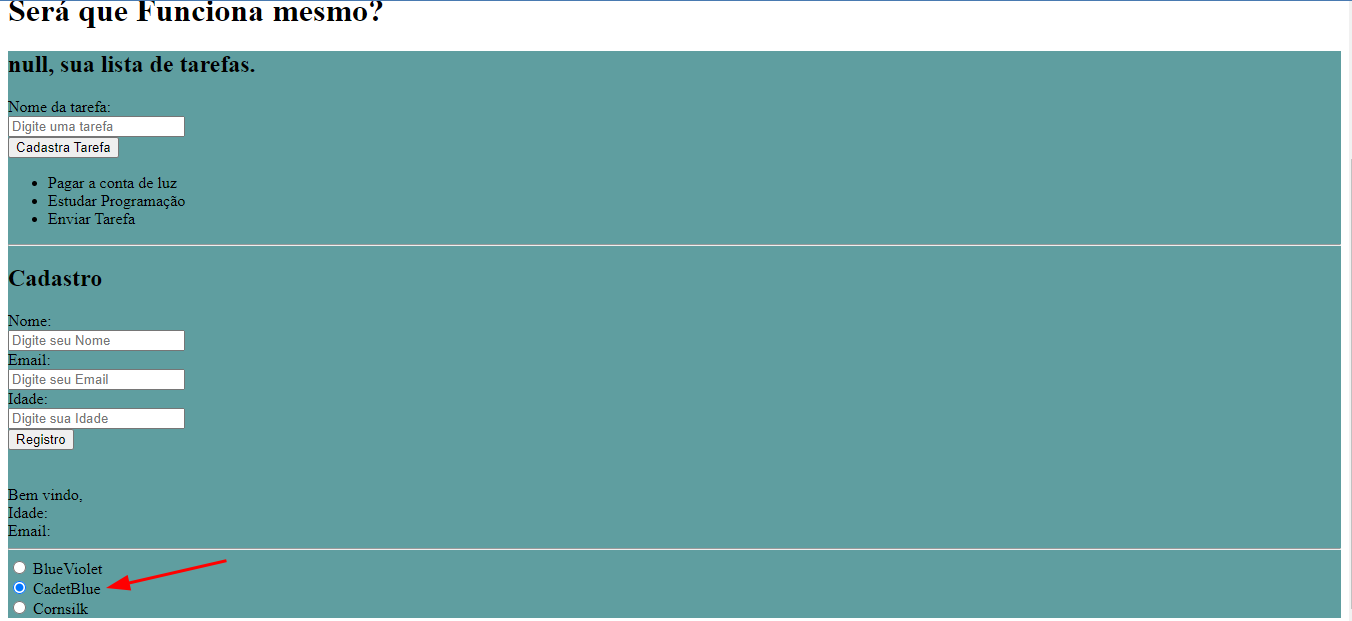 Será que Funciona mesmo?
null, sua lista de tarefas.
Nome da tarefa:
Digite uma tarefa
Cadastra Tarefa
Pagar a conta de luz
Estudar Programação
Enviar Tarefa
Cadastro
Nome:
Digite seu Nome
Email:
Digite seu Email
Idade:
Digite sua Idade
Registro
Bem vindo,
Idade:
Email:
BlueViolet
CadetBlue
Cornsilk